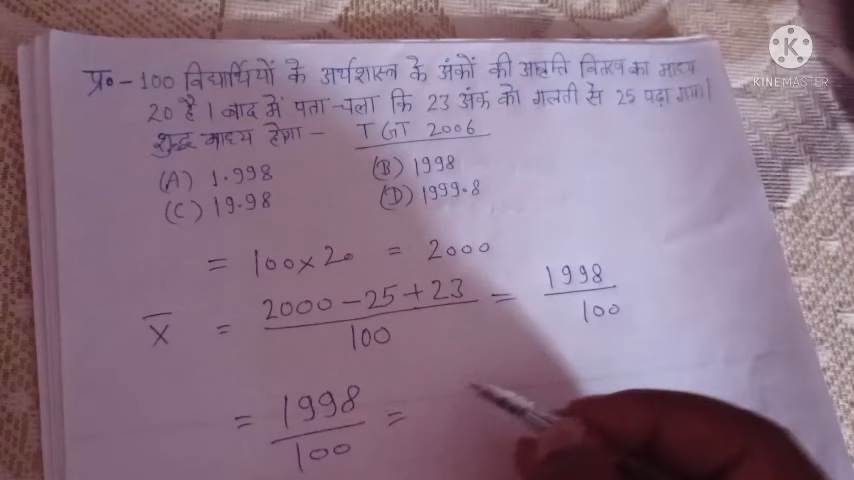 KINEMASTER
प्र०-100 विद्यार्थियों के अर्थशास्त्र के अंकों की आवृत्ति वितरण का माध्य
20 है । बाद में पता चला कि 23 अंक को गलती से 25 पढ़ा गया।
शुद्ध माध्य होगा - TGT 2006
(A) 1.998 (B) 1998
(C) 19.98 (D) 1999.8
= 100 × 20 = 2000
X̅ = (2000 - 25 + 23)/100 = 1998/100
= 1998/100 =